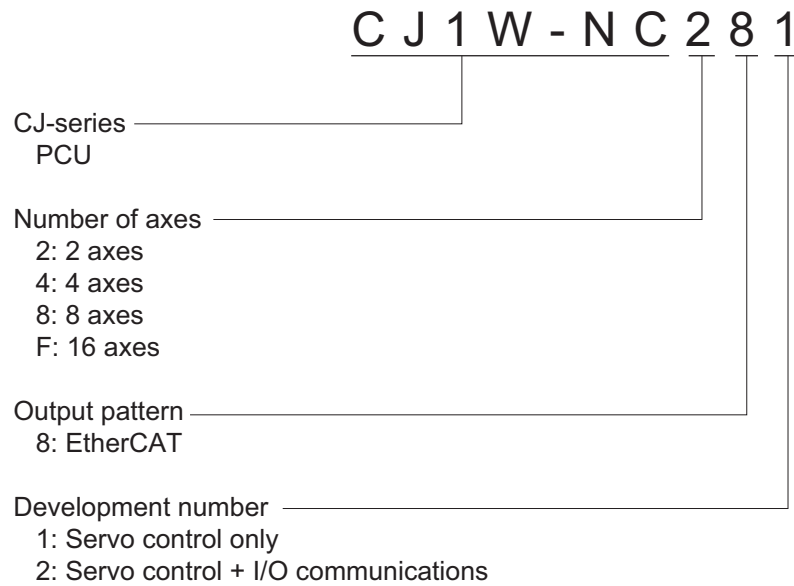 CJ1W-NC281
CJ-series
PCU
Number of axes
2: 2 axes
4: 4 axes
8: 8 axes
F: 16 axes
Output pattern
8: EtherCAT
Development number
1: Servo control only
2: Servo control + I/O communications